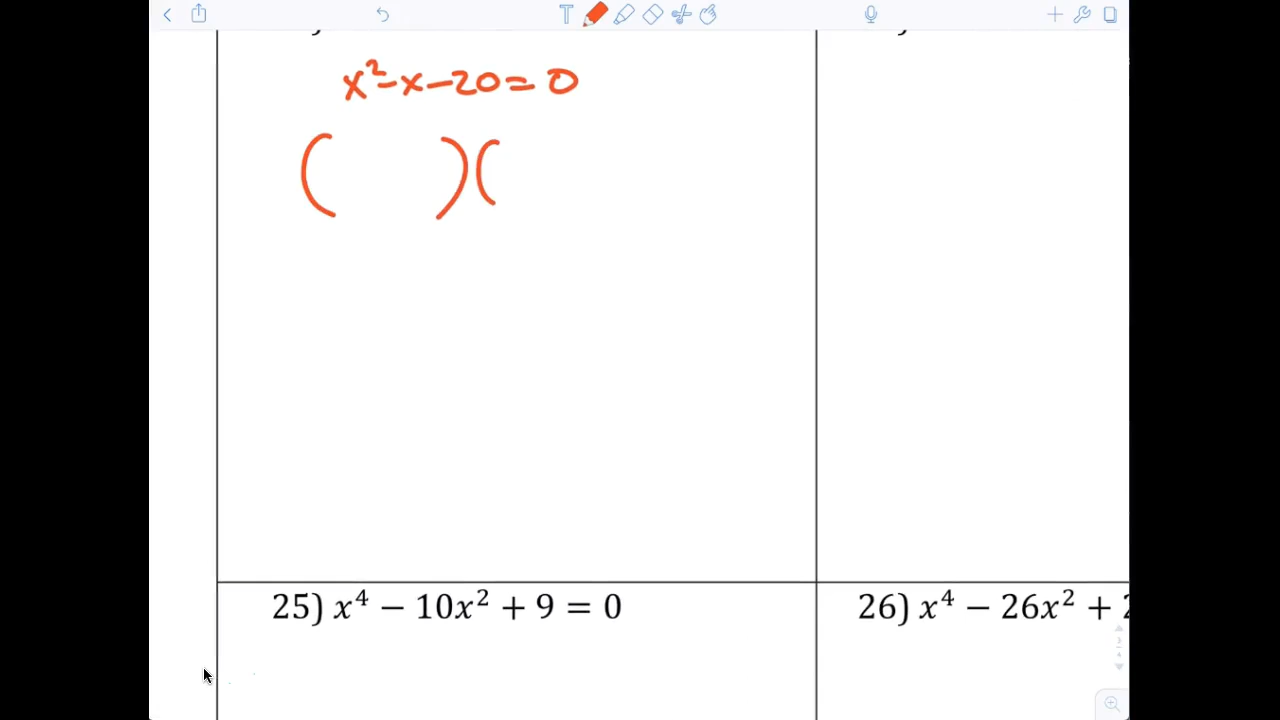 x²-x-20=0
( )(
25) x⁴ − 10x² + 9 = 0
26) x⁴ − 26x² +